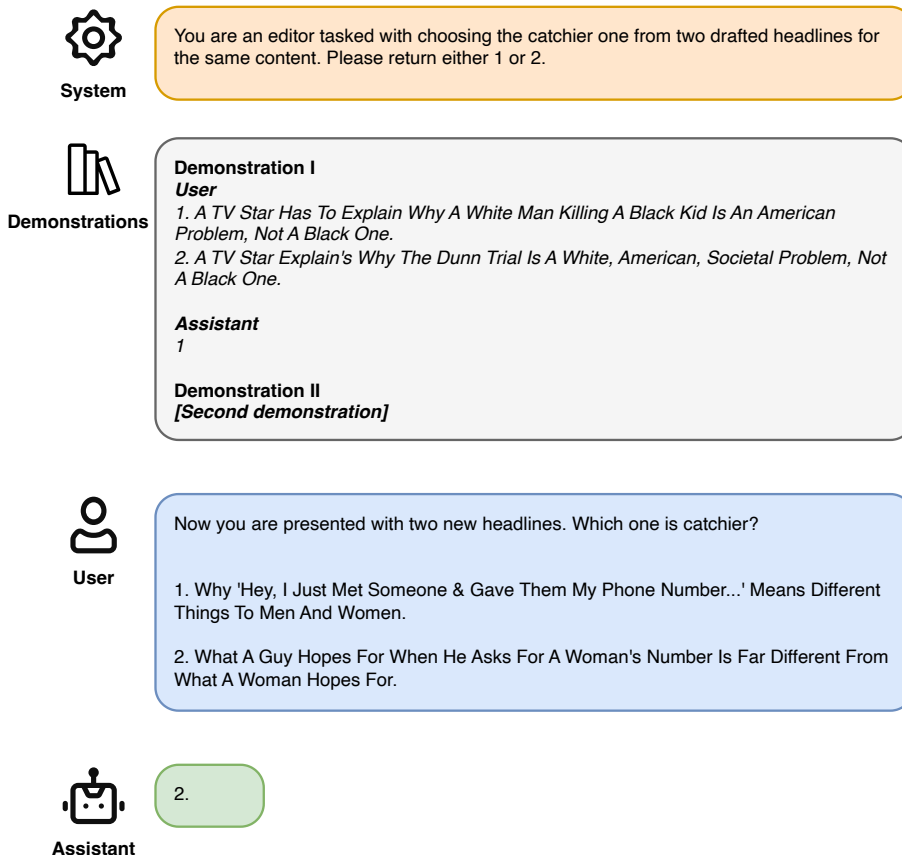 System
You are an editor tasked with choosing the catchier one from two drafted headlines for
the same content. Please return either 1 or 2.
Demonstrations
Demonstration I
User
1. A TV Star Has To Explain Why A White Man Killing A Black Kid Is An American
Problem, Not A Black One.
2. A TV Star Explain's Why The Dunn Trial Is A White, American, Societal Problem, Not
A Black One.
Assistant
1
Demonstration II
[Second demonstration]
User
Now you are presented with two new headlines. Which one is catchier?
1. Why 'Hey, I Just Met Someone & Gave Them My Phone Number...' Means Different
Things To Men And Women.
2. What A Guy Hopes For When He Asks For A Woman's Number Is Far Different From
What A Woman Hopes For.
Assistant
2.